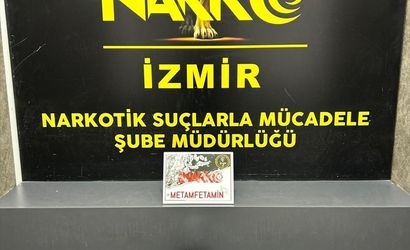 NARKO
İZMİR
NARKOTİK SUÇLARLA MÜCADELE
ŞUBE MÜDÜRLÜĞÜ
NARKO
METAMFETAMİN